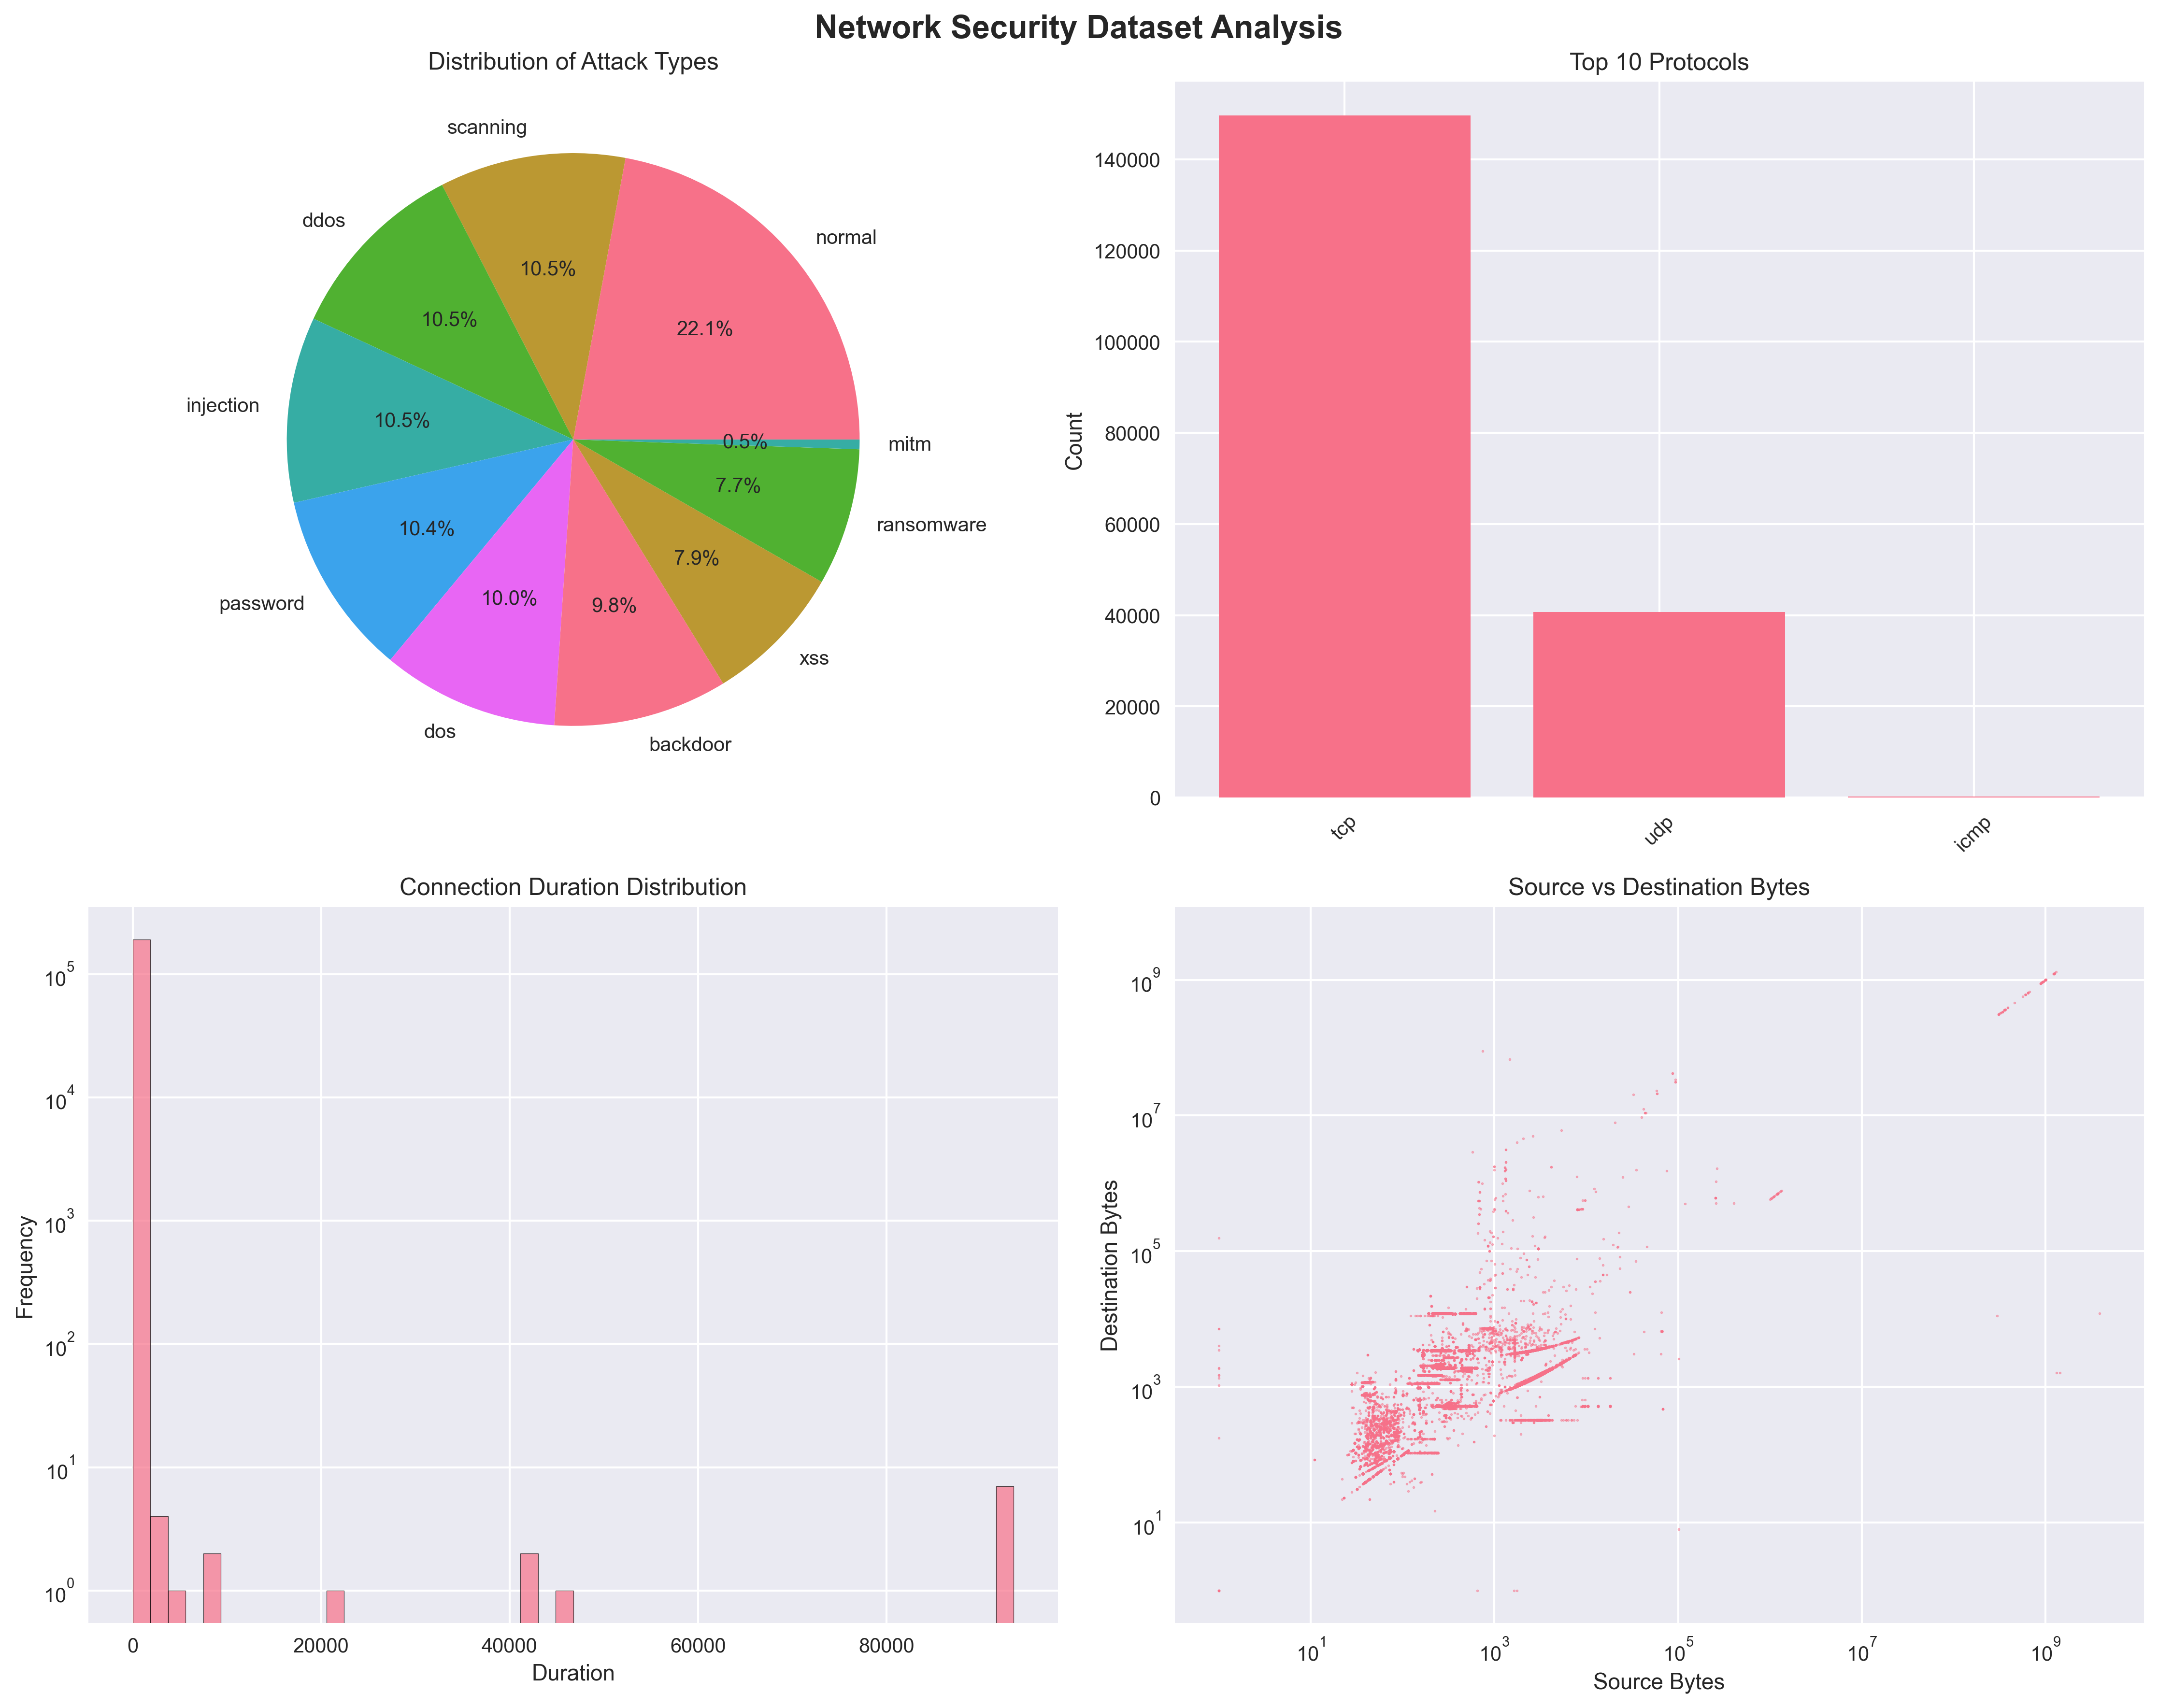 Network Security Dataset Analysis
Distribution of Attack Types
scanning
ddos
normal
10.5%
10.5%
22.1%
injection
10.5%
0.5%
mitm
7.7%
10.4%
ransomware
7.9%
password
10.0%
9.8%
xss
dos
backdoor
Top 10 Protocols
140000
120000
100000
80000
60000
40000
20000
0
Count
tcp
udp
icmp
Connection Duration Distribution
10^5
10^4
10^3
10^2
10^1
10^0
Frequency
0
20000
40000
60000
80000
Duration
Source vs Destination Bytes
10^9
10^7
10^5
10^3
10^1
Destination Bytes
10^1
10^3
10^5
10^7
10^9
Source Bytes